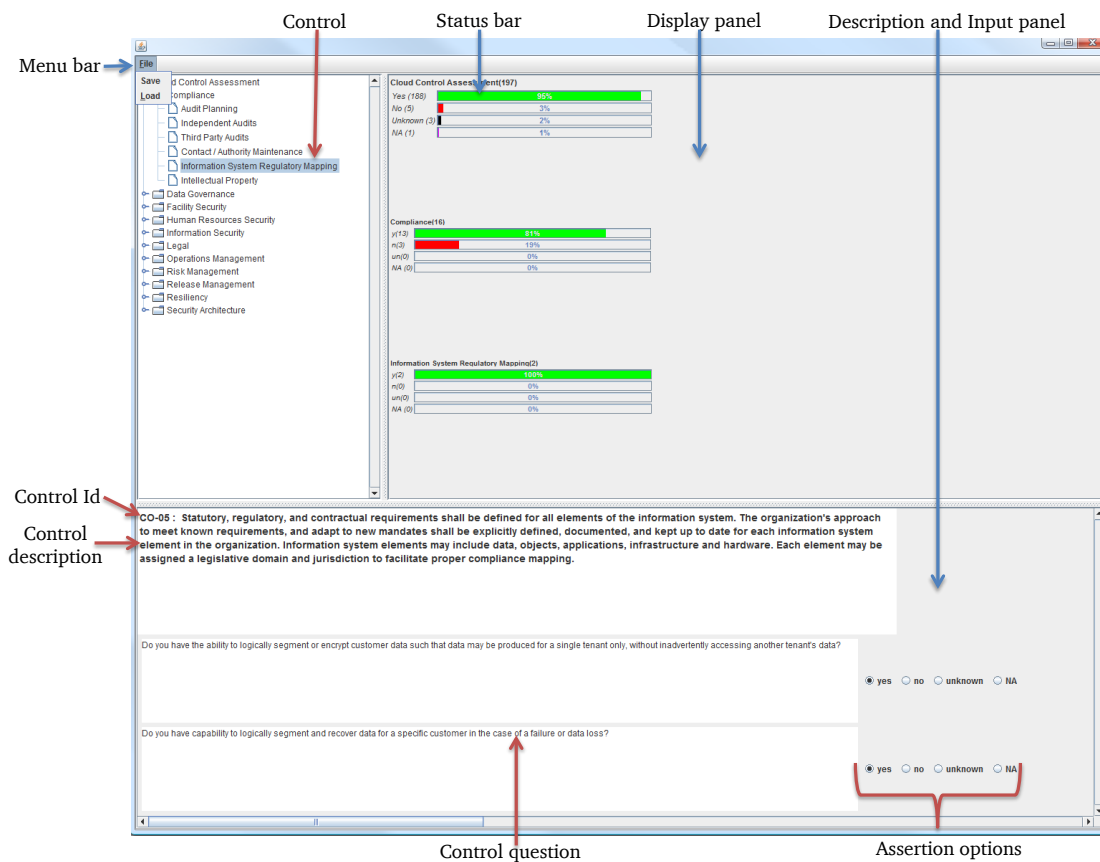 Control
Status bar
Display panel
Description and Input panel
Menu bar
File
Save
Load
d Control Assessment
ompliance
Audit Planning
Independent Audits
Third Party Audits
Contact / Authority Maintenance
Information System Regulatory Mapping
Intellectual Property
Data Governance
Facility Security
Human Resources Security
Information Security
Legal
Operations Management
Risk Management
Release Management
Resiliency
Security Architecture
Cloud Control Assessment(197)
Yes (188) 95%
No (5) 3%
Unknown (3) 2%
NA (1) 1%
Compliance(16)
y(13) 81%
n(3) 19%
un(0) 0%
NA (0) 0%
Information System Regulatory Mapping(2)
y(2) 100%
n(0) 0%
un(0) 0%
NA (0) 0%
Control Id
Control
description
CO-05 : Statutory, regulatory, and contractual requirements shall be defined for all elements of the information system. The organization's approach
to meet known requirements, and adapt to new mandates shall be explicitly defined, documented, and kept up to date for each information system
element in the organization. Information system elements may include data, objects, applications, infrastructure and hardware. Each element may be
assigned a legislative domain and jurisdiction to facilitate proper compliance mapping.
Do you have the ability to logically segment or encrypt customer data such that data may be produced for a single tenant only, without inadvertently accessing another tenant's data?
yes no unknown NA
Do you have capability to logically segment and recover data for a specific customer in the case of a failure or data loss?
yes no unknown NA
Control question
Assertion options